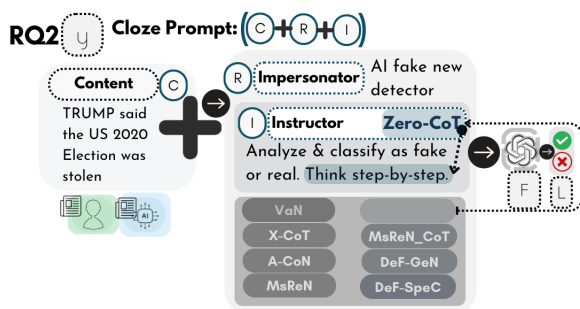 RQ2 y Cloze Prompt: (C+R+I)
Content C
TRUMP said
the US 2020
Election was
stolen
R Impersonator AI fake new
detector
I Instructor Zero-CoT
Analyze & classify as fake
or real. Think step-by-step.
F L
AI
VaN
X-CoT MsReN_CoT
A-CoN DeF-GeN
MsReN DeF-SpeC